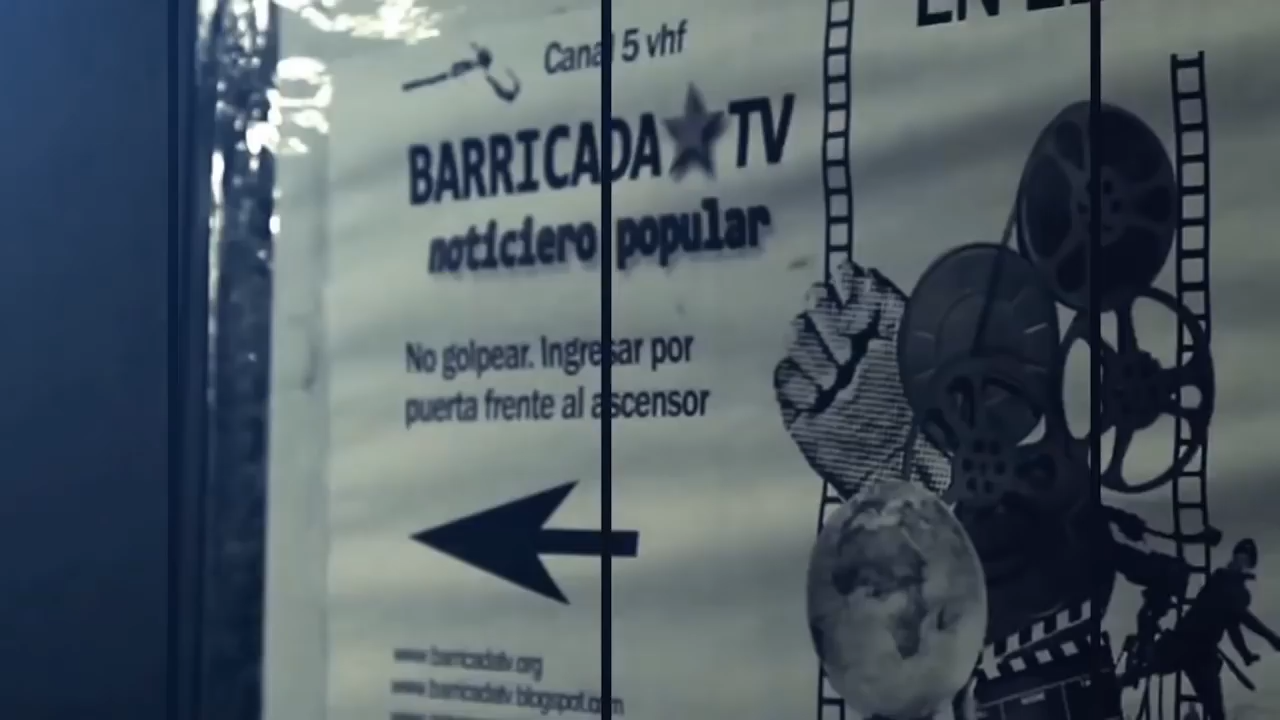 Canal 5 vhf
BARRICADA TV
noticiero popular
No golpear. Ingresar por
puerta frente al ascensor
www.barricadatv.org
www.barricadatv.blogspot.com
EN